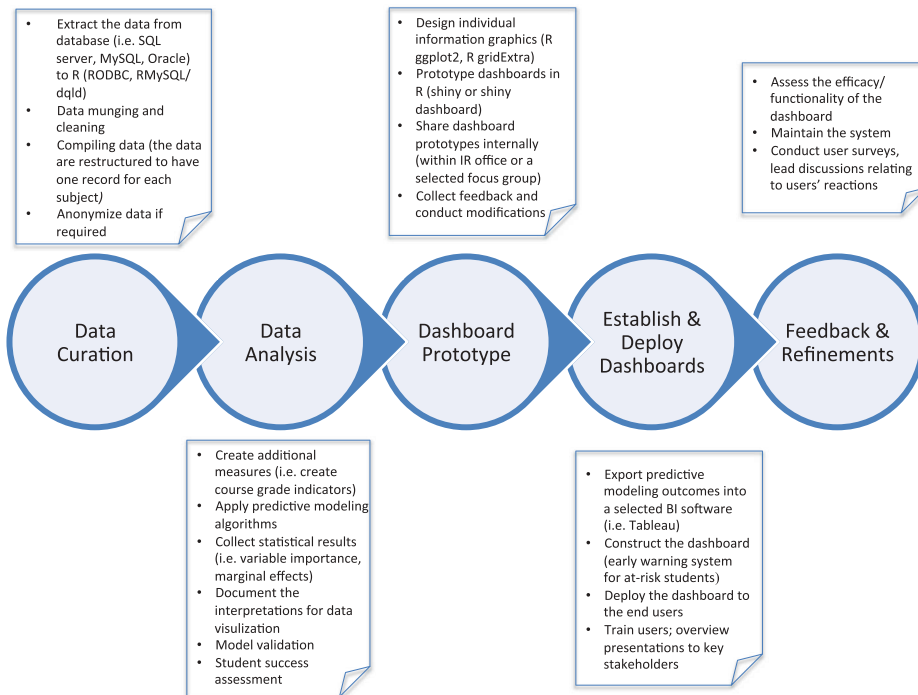 • Extract the data from
database (i.e. SQL
server, MySQL, Oracle)
to R (RODBC, RMySQL/
dqld)
• Data munging and
cleaning
• Compiling data (the data
are restructured to have
one record for each
subject)
• Anonymize data if
required
• Design individual
information graphics (R
ggplot2, R gridExtra)
• Prototype dashboards in
R (shiny or shiny
dashboard)
• Share dashboard
prototypes internally
(within IR office or a
selected focus group)
• Collect feedback and
conduct modifications
• Assess the efficacy/
functionality of the
dashboard
• Maintain the system
• Conduct user surveys,
lead discussions relating
to users’ reactions
Data
Curation
Data
Analysis
Dashboard
Prototype
Establish &
Deploy
Dashboards
Feedback &
Refinements
• Create additional
measures (i.e. create
course grade indicators)
• Apply predictive modeling
algorithms
• Collect statistical results
(i.e. variable importance,
marginal effects)
• Document the
interpretations for data
visulization
• Model validation
• Student success
assessment
• Export predictive
modeling outcomes into
a selected BI software
(i.e. Tableau)
• Construct the dashboard
(early warning system
for at-risk students)
• Deploy the dashboard to
the end users
• Train users; overview
presentations to key
stakeholders